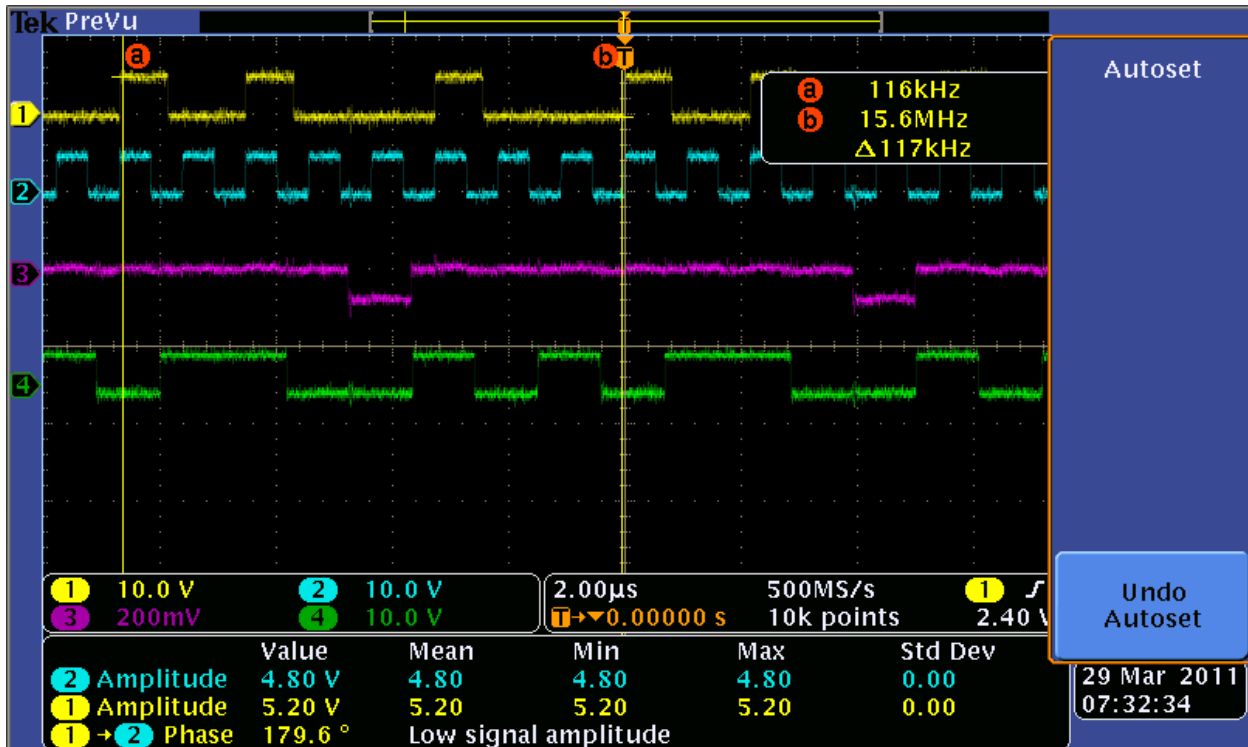 Tek PreVu
T
a
b T
Autoset
a 116kHz
b 15.6MHz
Δ117kHz
1
2
3
4
1 10.0 V 2 10.0 V
3 200mV 4 10.0 V
2.00µs 500MS/s 1
T→▼0.00000 s 10k points 2.40 V
Undo
Autoset
Value Mean Min Max Std Dev
2 Amplitude 4.80 V 4.80 4.80 4.80 0.00
1 Amplitude 5.20 V 5.20 5.20 5.20 0.00
1 → 2 Phase 179.6 ° Low signal amplitude
29 Mar 2011
07:32:34